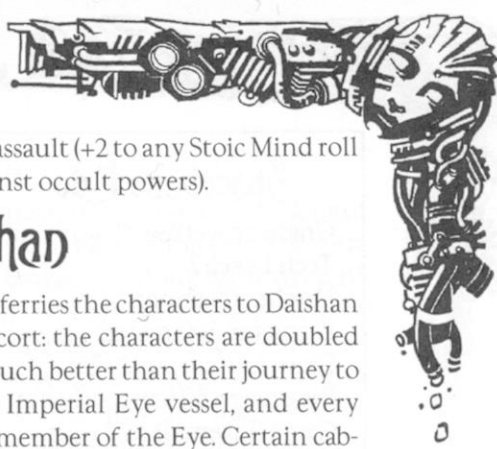 assault (+2 to any Stoic Mind roll
nst occult powers).
han
ferries the characters to Daishan
cort: the characters are doubled
uch better than their journey to
Imperial Eye vessel, and every
member of the Eye. Certain cab-